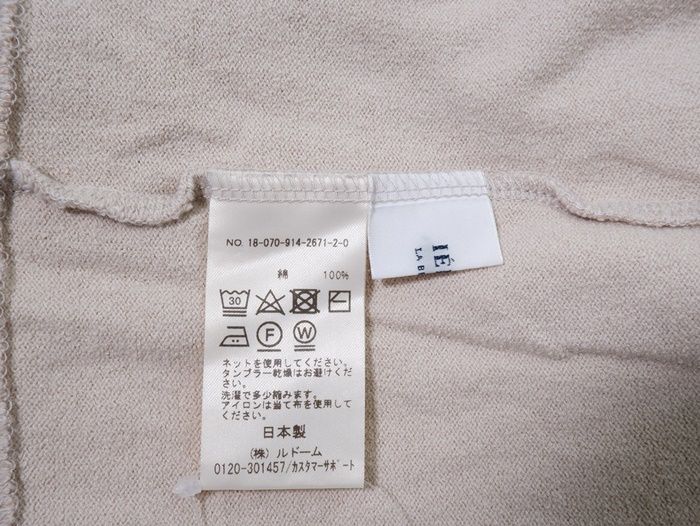 NO. 18-070-914-2671-2-0
綿 100%
30
F W
ネットを使用してください。
タンブラー乾燥はお避けくだ
さい。
洗濯で多少縮みます。
アイロンは当て布を使用して
ください。
日本製
(株) ルドーム
0120-301457/カスタマーサポート
IÉ
LA B